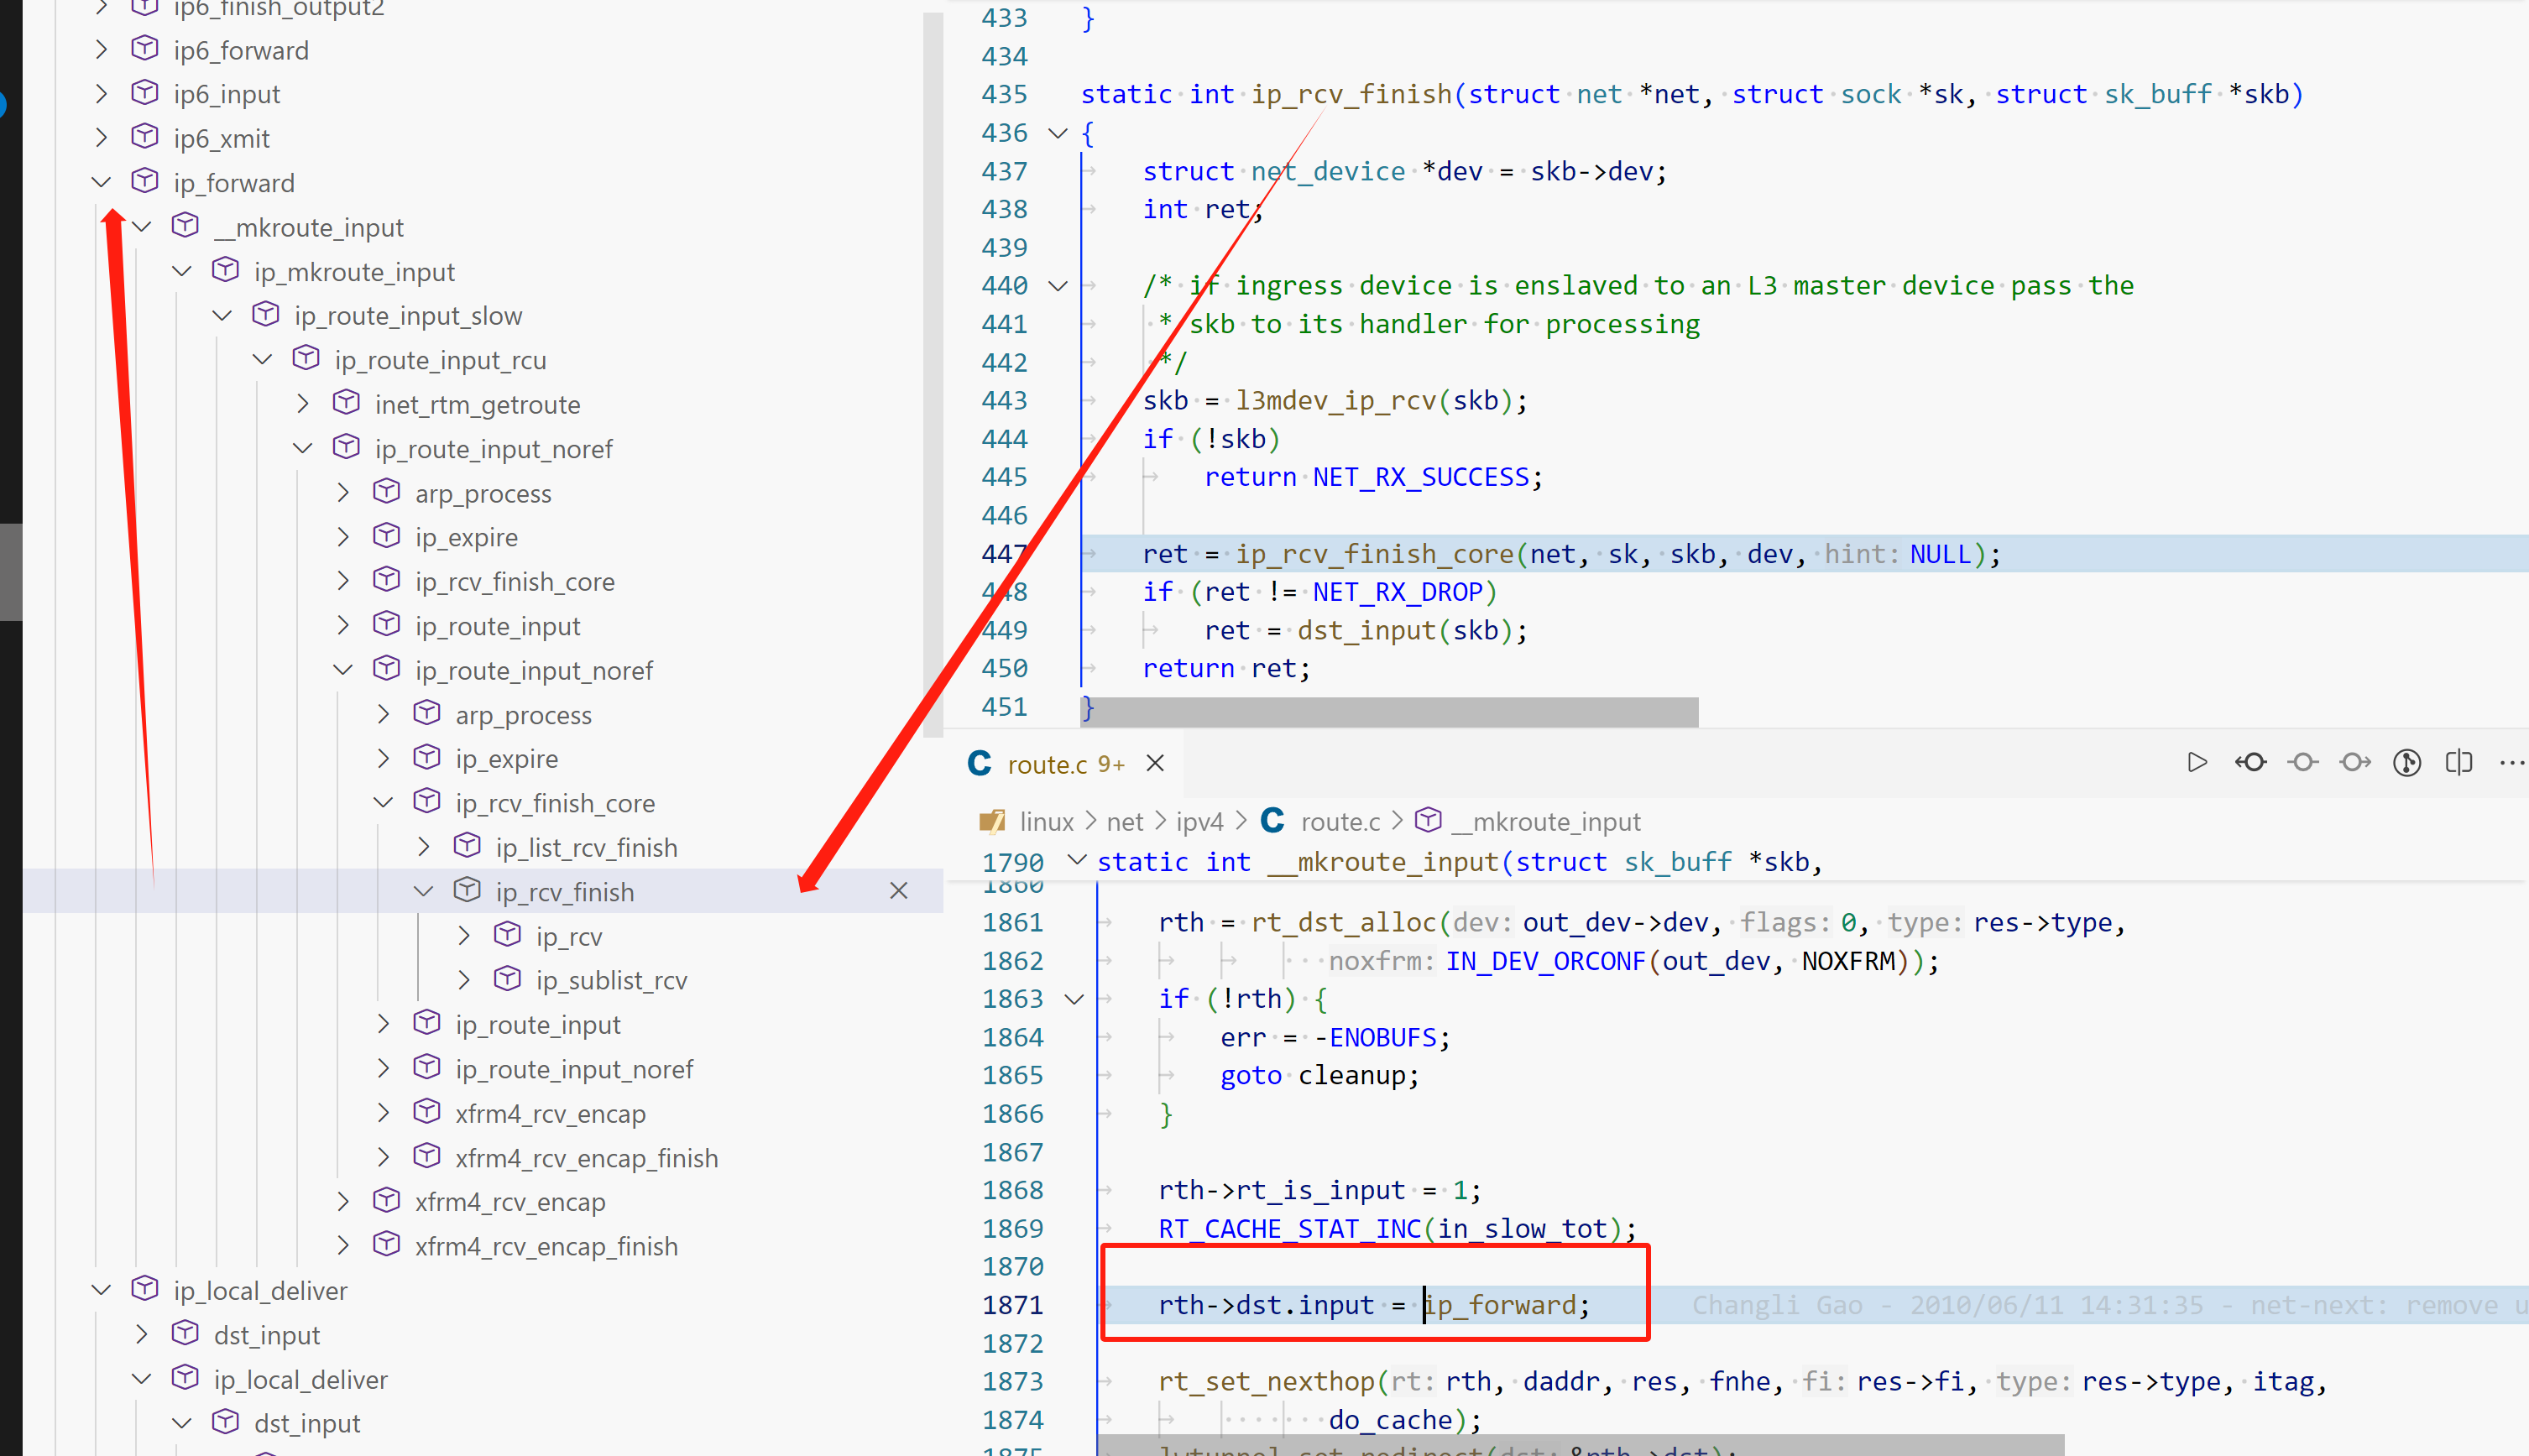 ip6_finish_output2
ip6_forward
ip6_input
ip6_xmit
ip_forward
__mkroute_input
ip_mkroute_input
ip_route_input_slow
ip_route_input_rcu
inet_rtm_getroute
ip_route_input_noref
arp_process
ip_expire
ip_rcv_finish_core
ip_route_input
ip_route_input_noref
arp_process
ip_expire
ip_rcv_finish_core
ip_list_rcv_finish
ip_rcv_finish
ip_rcv
ip_sublist_rcv
ip_route_input
ip_route_input_noref
xfrm4_rcv_encap
xfrm4_rcv_encap_finish
xfrm4_rcv_encap
xfrm4_rcv_encap_finish
ip_local_deliver
dst_input
ip_local_deliver
dst_input
433 }
434
435 static int ip_rcv_finish(struct net *net, struct sock *sk, struct sk_buff *skb)
436 {
437 struct net_device *dev = skb->dev;
438 int ret;
439
440 /* if ingress device is enslaved to an L3 master device pass the
441 * skb to its handler for processing
442 */
443 skb = l3mdev_ip_rcv(skb);
444 if (!skb)
445 return NET_RX_SUCCESS;
446
447 ret = ip_rcv_finish_core(net, sk, skb, dev, hint: NULL);
448 if (ret != NET_RX_DROP)
449 ret = dst_input(skb);
450 return ret;
451 }
C route.c 9+
linux > net > ipv4 > C route.c > __mkroute_input
1790 static int __mkroute_input(struct sk_buff *skb,
1860
1861 rth = rt_dst_alloc(dev: out_dev->dev, flags: 0, type: res->type,
1862 noxfrm: IN_DEV_ORCONF(out_dev, NOXFRM));
1863 if (!rth) {
1864 err = -ENOBUFS;
1865 goto cleanup;
1866 }
1867
1868 rth->rt_is_input = 1;
1869 RT_CACHE_STAT_INC(in_slow_tot);
1870
1871 rth->dst.input = ip_forward; Changli Gao - 2010/06/11 14:31:35 - net-next: remove u
1872
1873 rt_set_nexthop(rt: rth, daddr, res, fnhe, fi: res->fi, type: res->type, itag,
1874 do_cache);
1875 lwtunnel_set_redirect(dst: &rth->dst);